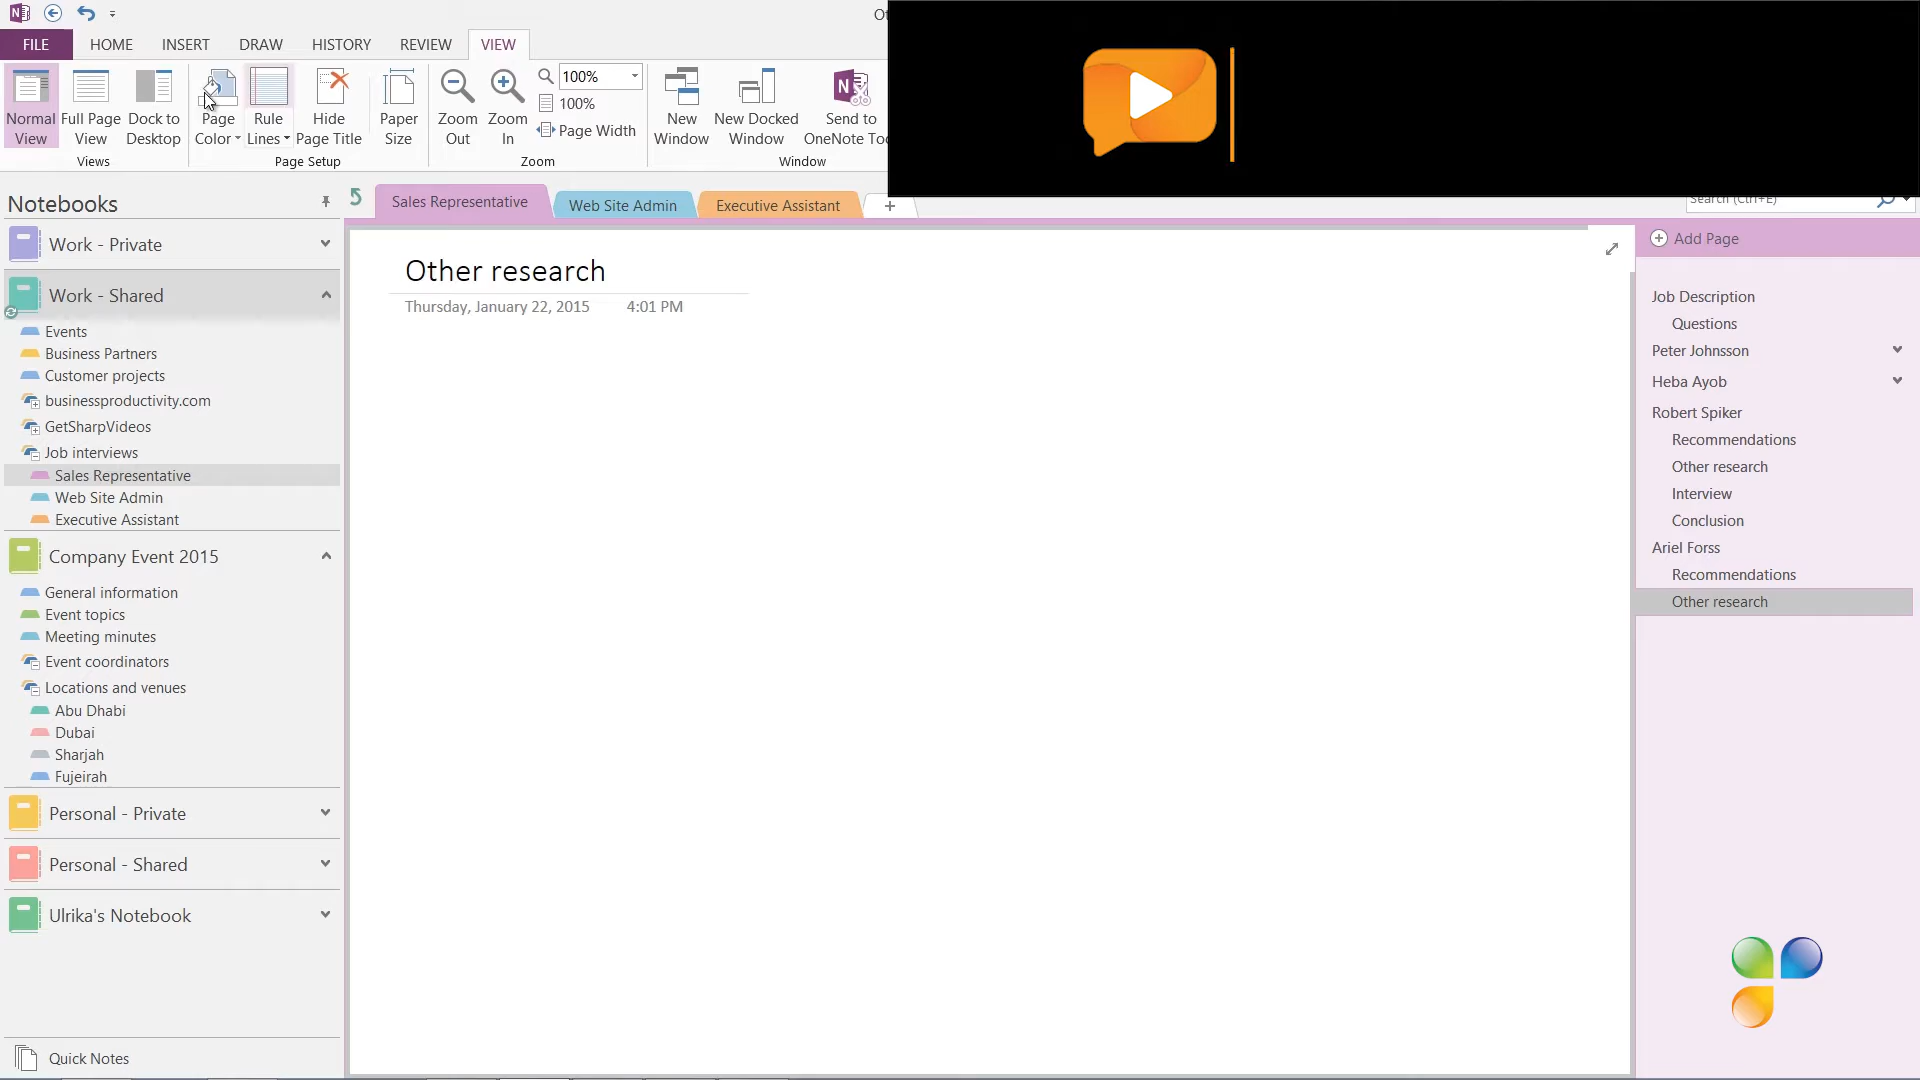 Ot
FILE HOME INSERT DRAW HISTORY REVIEW VIEW
Normal View
Full Page View
Dock to Desktop
Page Color
Rule Lines
Hide Page Title
Paper Size
Zoom Out
Zoom In
100%
100%
Page Width
New Window
New Docked Window
Send to OneNote Too
Views
Page Setup
Zoom
Window
Notebooks
Work - Private
Work - Shared
Events
Business Partners
Customer projects
businessproductivity.com
GetSharpVideos
Job interviews
Sales Representative
Web Site Admin
Executive Assistant
Company Event 2015
General information
Event topics
Meeting minutes
Event coordinators
Locations and venues
Abu Dhabi
Dubai
Sharjah
Fujeirah
Personal - Private
Personal - Shared
Ulrika's Notebook
Quick Notes
Sales Representative
Web Site Admin
Executive Assistant
Search (Ctrl+E)
Other research
Thursday, January 22, 2015 4:01 PM
Add Page
Job Description
Questions
Peter Johnsson
Heba Ayob
Robert Spiker
Recommendations
Other research
Interview
Conclusion
Ariel Forss
Recommendations
Other research